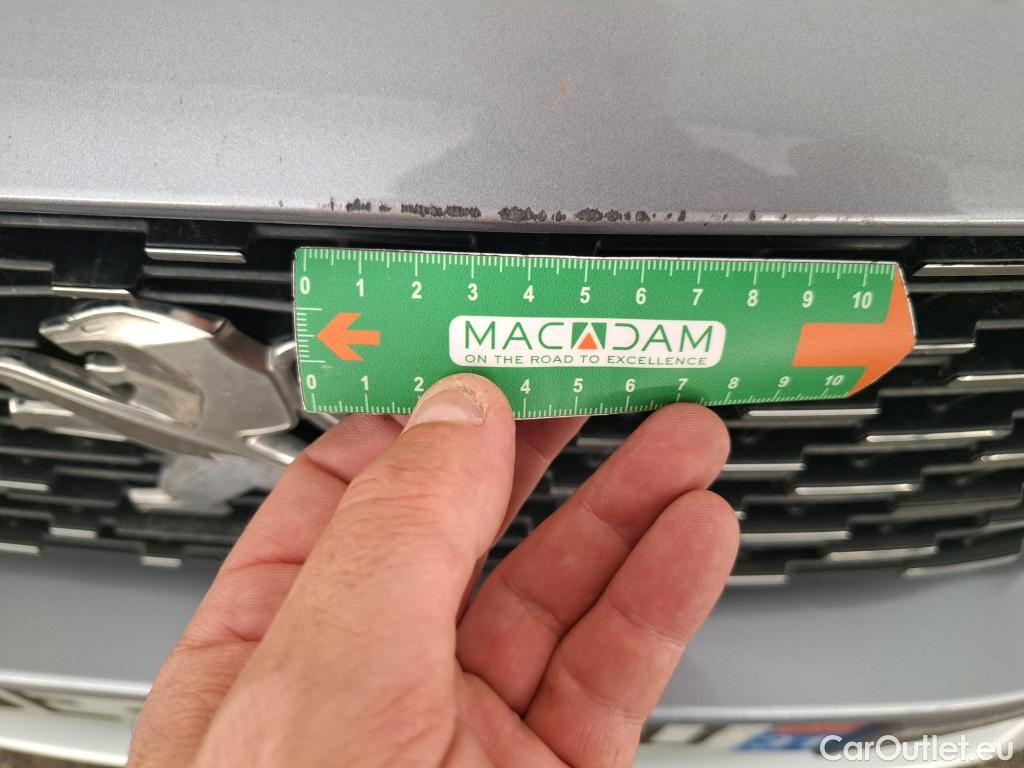 0 1 2 3 4 5 6 7 8 9 10
MACADAM
ON THE ROAD TO EXCELLENCE
0 1 2 4 5 6 7 8 9 10
CarOutlet.eu